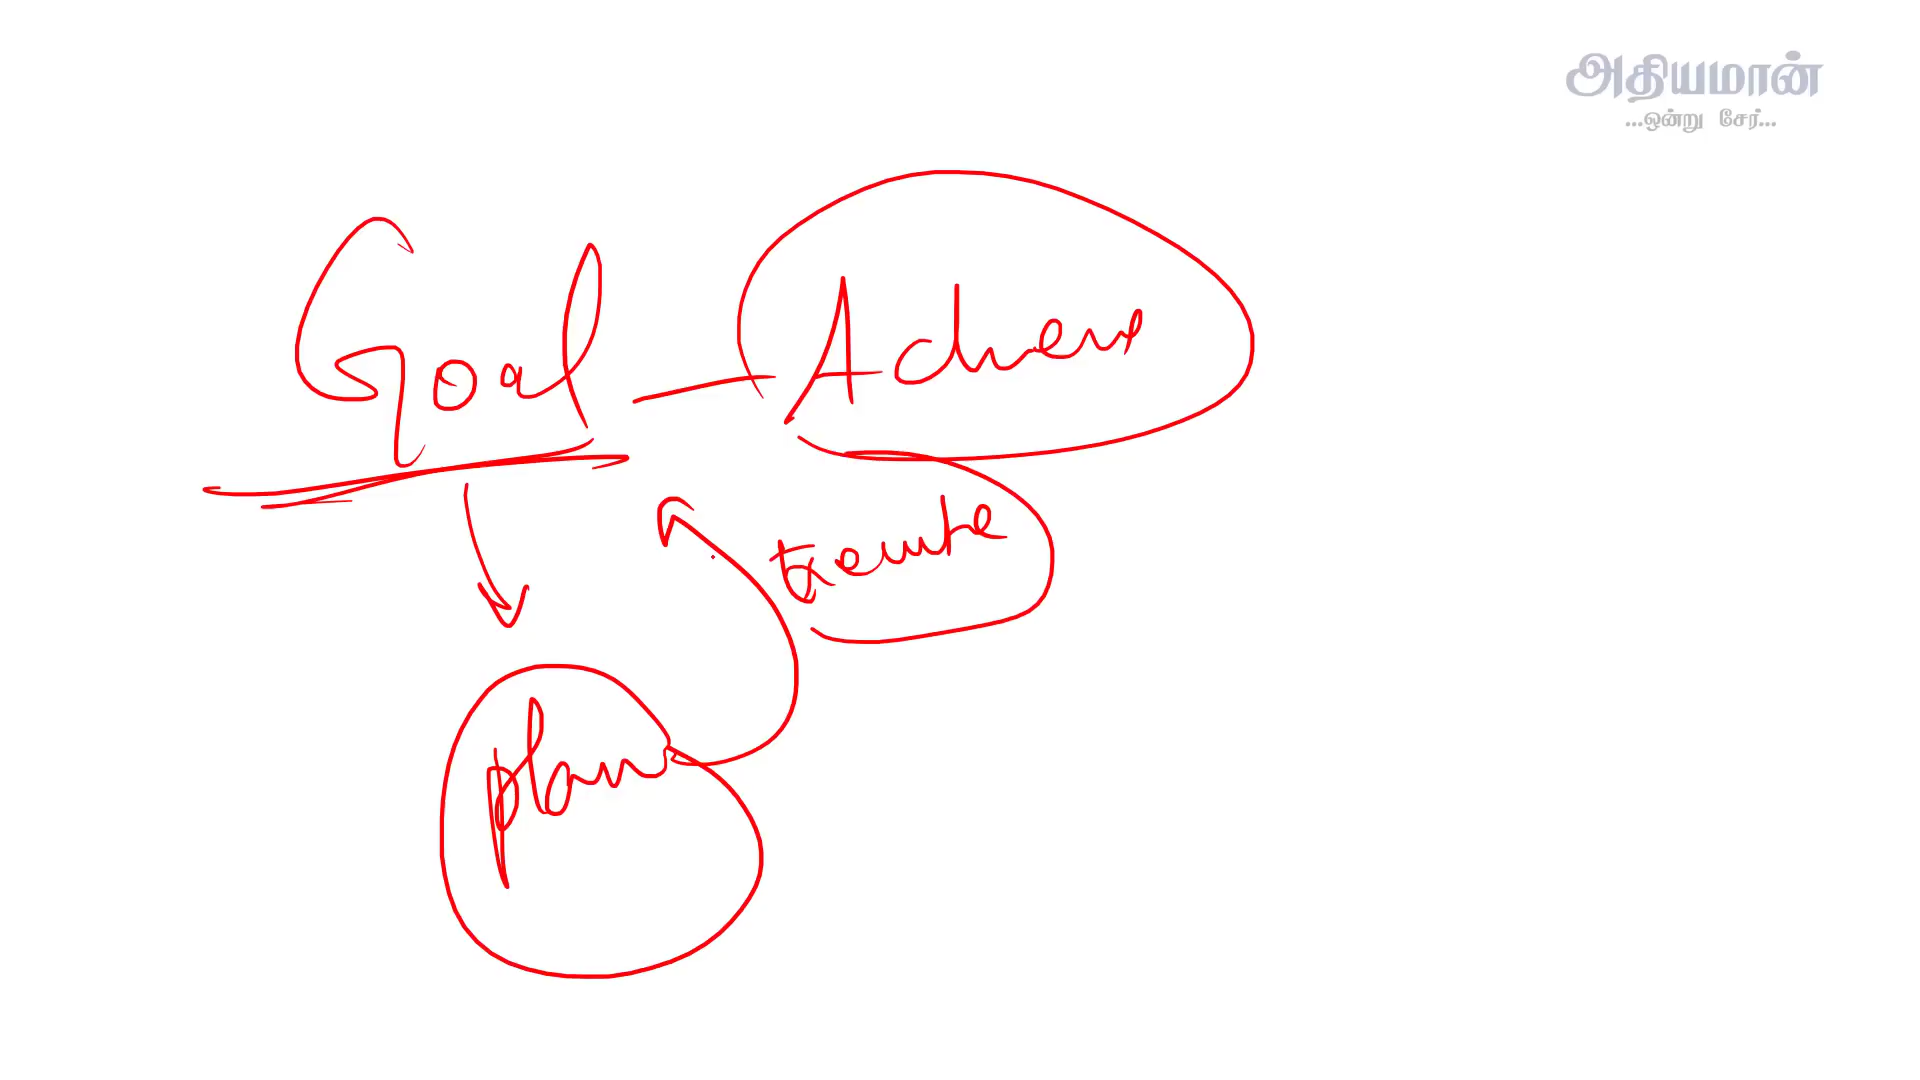 அதியமான்
...ஒன்று சேர்...
Goal - Achieve
Execute
plan